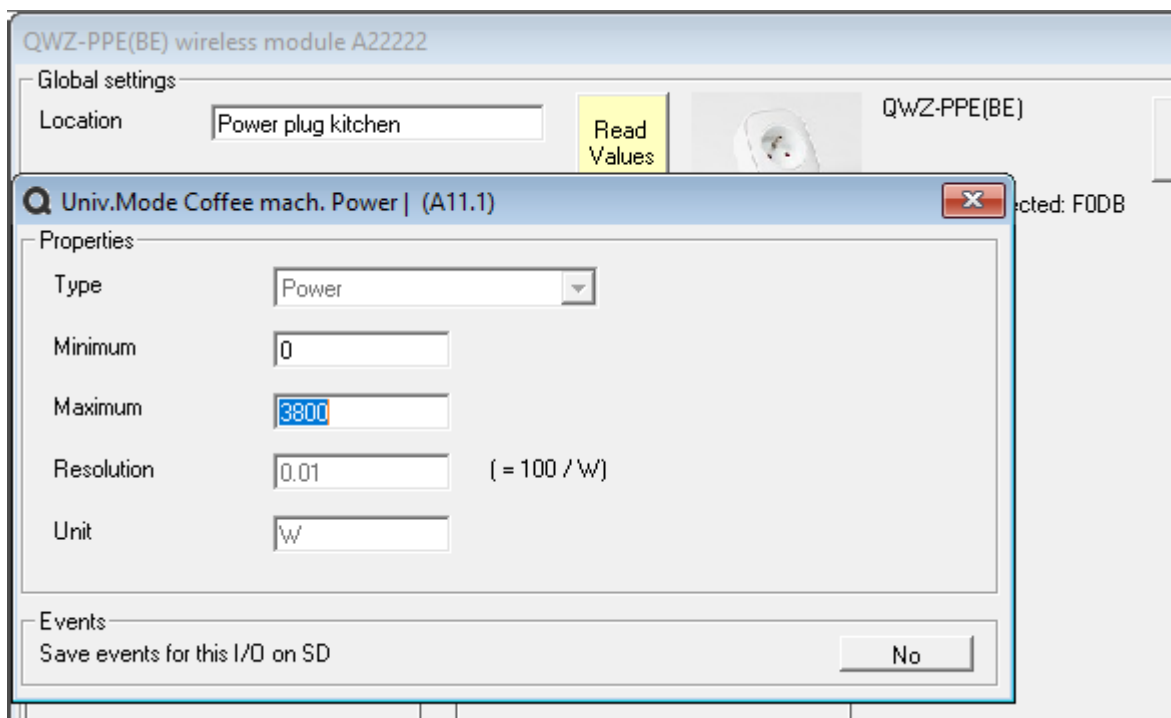 QWZ-PPE(BE) wireless module A22222
Global settings
Location Power plug kitchen
Read
Values
QWZ-PPE(BE)
ected: F0DB
Univ.Mode Coffee mach. Power | (A11.1)
Properties
Type Power
Minimum 0
Maximum 3800
Resolution 0.01 ( = 100 / W)
Unit W
Events
Save events for this I/O on SD No